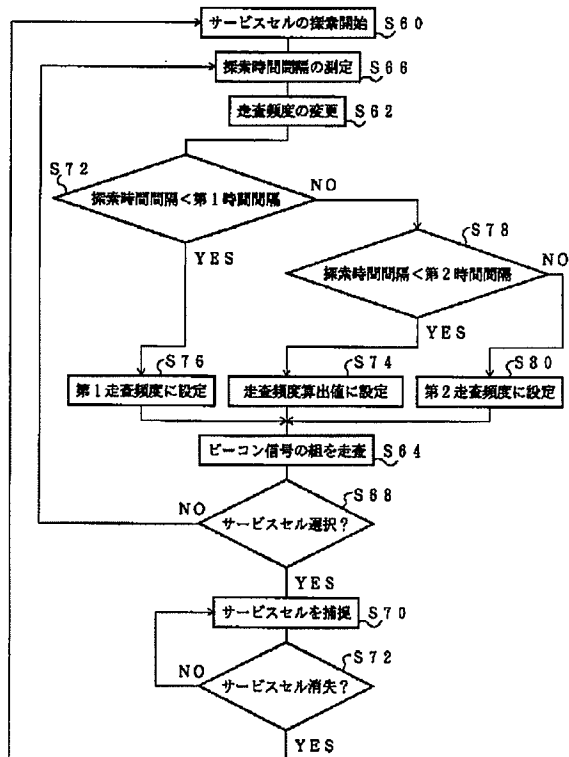 サービスセルの探索開始 S60
探索時間間隔の測定 S66
走査頻度の変更 S62
S72
探索時間間隔<第1時間間隔
NO
YES
S78
探索時間間隔<第2時間間隔
NO
YES
S76
第1走査頻度に設定
S74
走査頻度算出値に設定
S80
第2走査頻度に設定
ビーコン信号の組を走査 S64
S68
サービスセル選択?
NO
YES
サービスセルを捕捉 S70
S72
サービスセル消失?
NO
YES